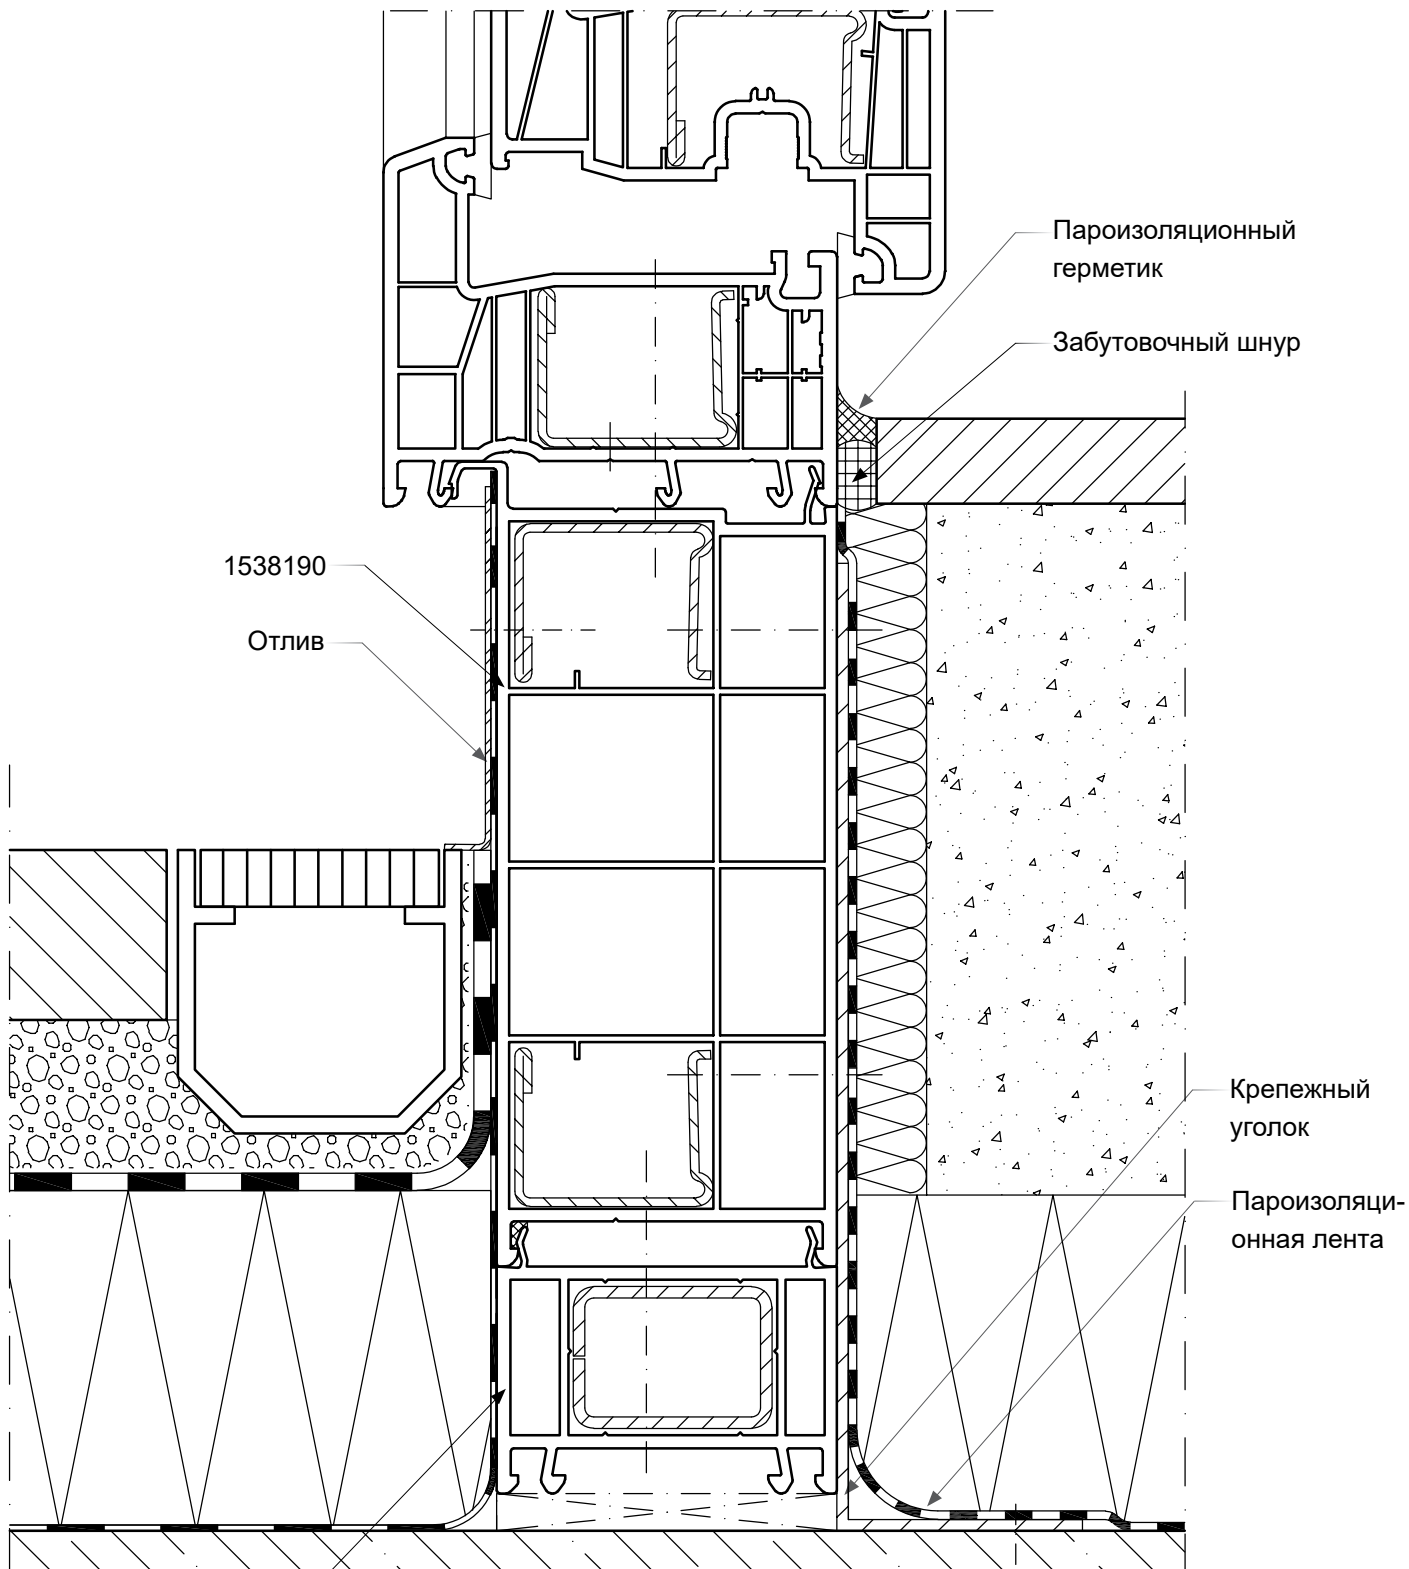 Пароизоляционный
герметик
Забутовочный шнур
1538190
Отлив
Крепежный
уголок
Пароизоляци-
онная лента